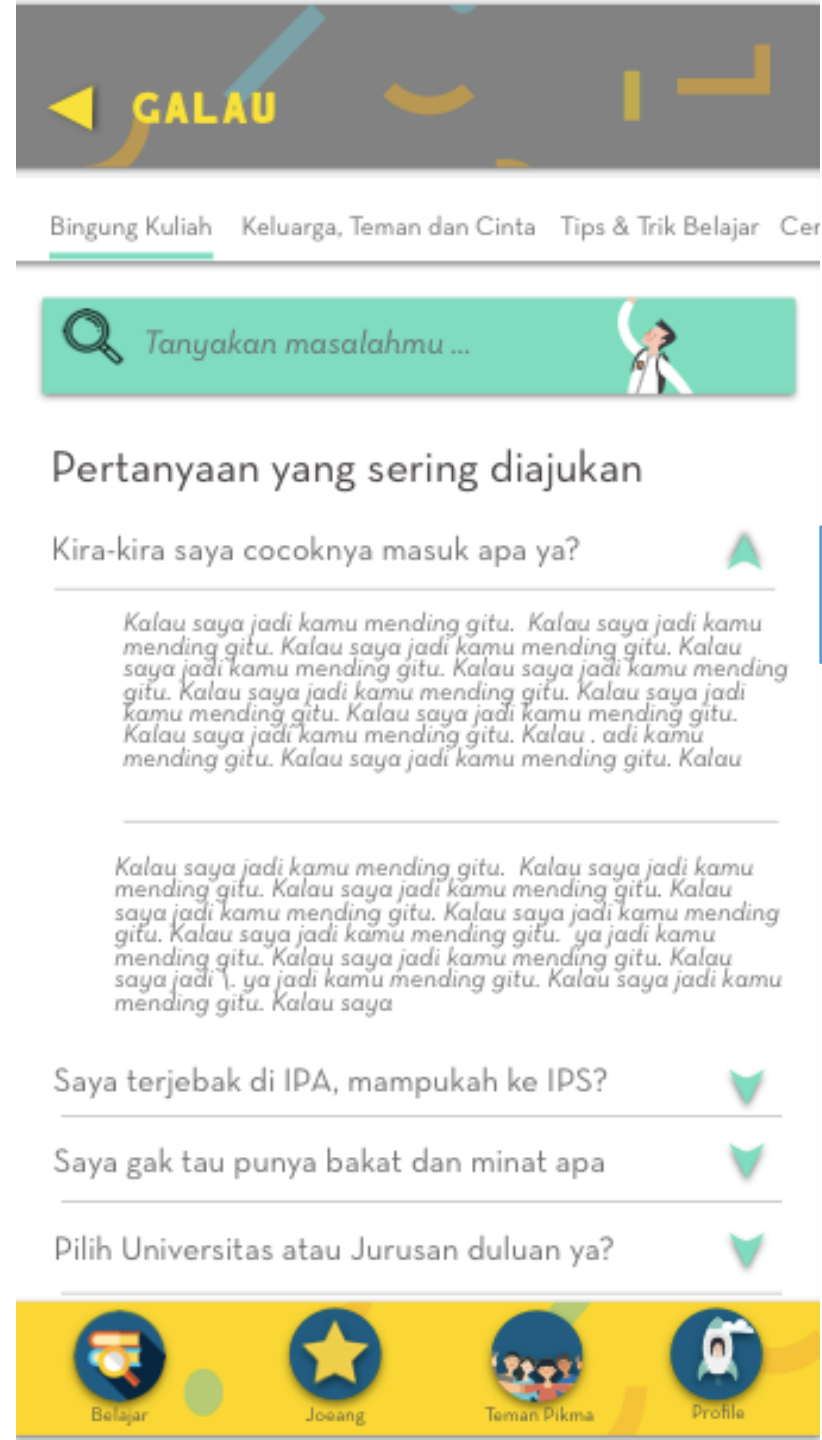 GALAU
Bingung Kuliah Keluarga, Teman dan Cinta Tips & Trik Belajar Cer
Tanyakan masalahmu ...
Pertanyaan yang sering diajukan
Kira-kira saya cocoknya masuk apa ya?
Kalau saya jadi kamu mending gitu. Kalau saya jadi kamu
mending gitu. Kalau saya jadi kamu mending gitu. Kalau
saya jadi kamu mending gitu. Kalau saya jadi kamu mending
gitu. Kalau saya jadi kamu mending gitu. Kalau saya jadi
kamu mending gitu. Kalau saya jadi kamu mending gitu.
Kalau saya jadi kamu mending gitu. Kalau . adi kamu
mending gitu. Kalau saya jadi kamu mending gitu. Kalau
Kalau saya jadi kamu mending gitu. Kalau saya jadi kamu
mending gitu. Kalau saya jadi kamu mending gitu. Kalau
saya jadi kamu mending gitu. Kalau saya jadi kamu mending
gitu. Kalau saya jadi kamu mending gitu. ya jadi kamu
mending gitu. Kalau saya jadi kamu mending gitu. Kalau
saya jadi \. ya jadi kamu mending gitu. Kalau saya jadi kamu
mending gitu. Kalau saya
Saya terjebak di IPA, mampukah ke IPS?
Saya gak tau punya bakat dan minat apa
Pilih Universitas atau Jurusan duluan ya?
Belajar Joeang Teman Pikma Profile